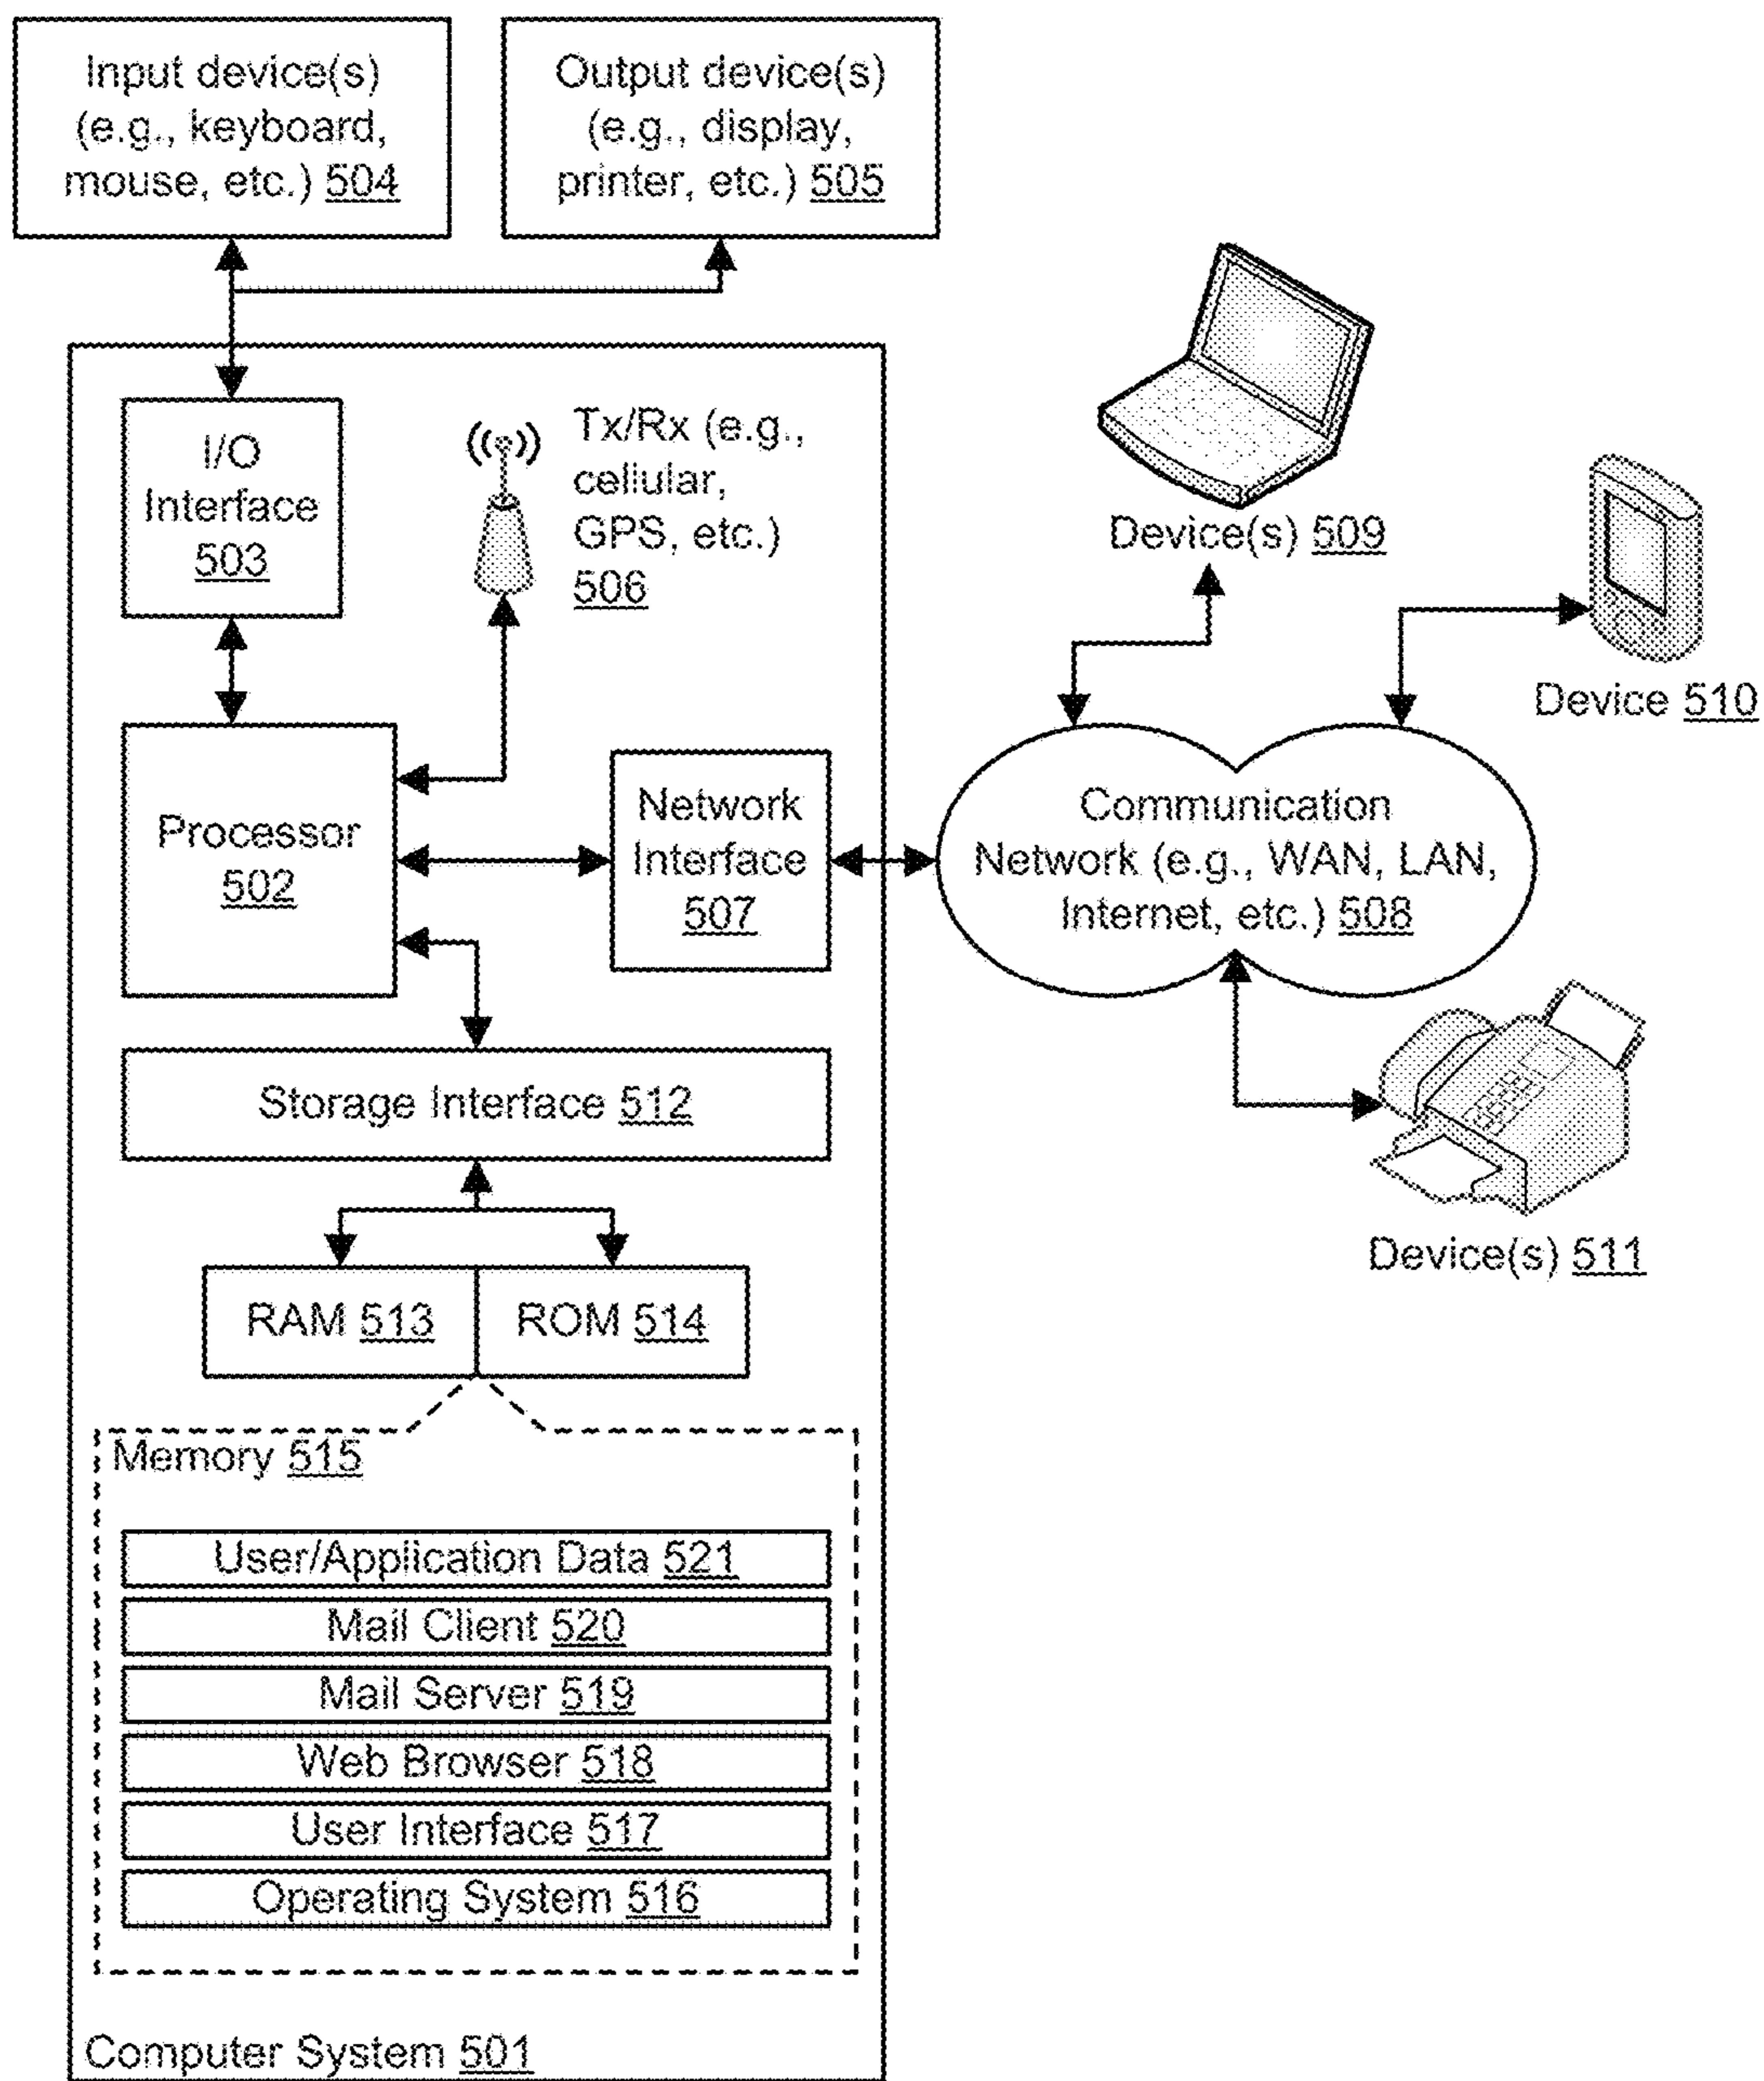 Input device(s)
(e.g., keyboard,
mouse, etc.) 504
Output device(s)
(e.g., display,
printer, etc.) 505
I/O
Interface
503
Tx/Rx (e.g.,
cellular,
GPS, etc.)
506
Device(s) 509
Device 510
Processor
502
Network
Interface
507
Communication
Network (e.g., WAN, LAN,
Internet, etc.) 508
Storage Interface 512
Device(s) 511
RAM 513
ROM 514
Memory 515
User/Application Data 521
Mail Client 520
Mail Server 519
Web Browser 518
User Interface 517
Operating System 516
Computer System 501